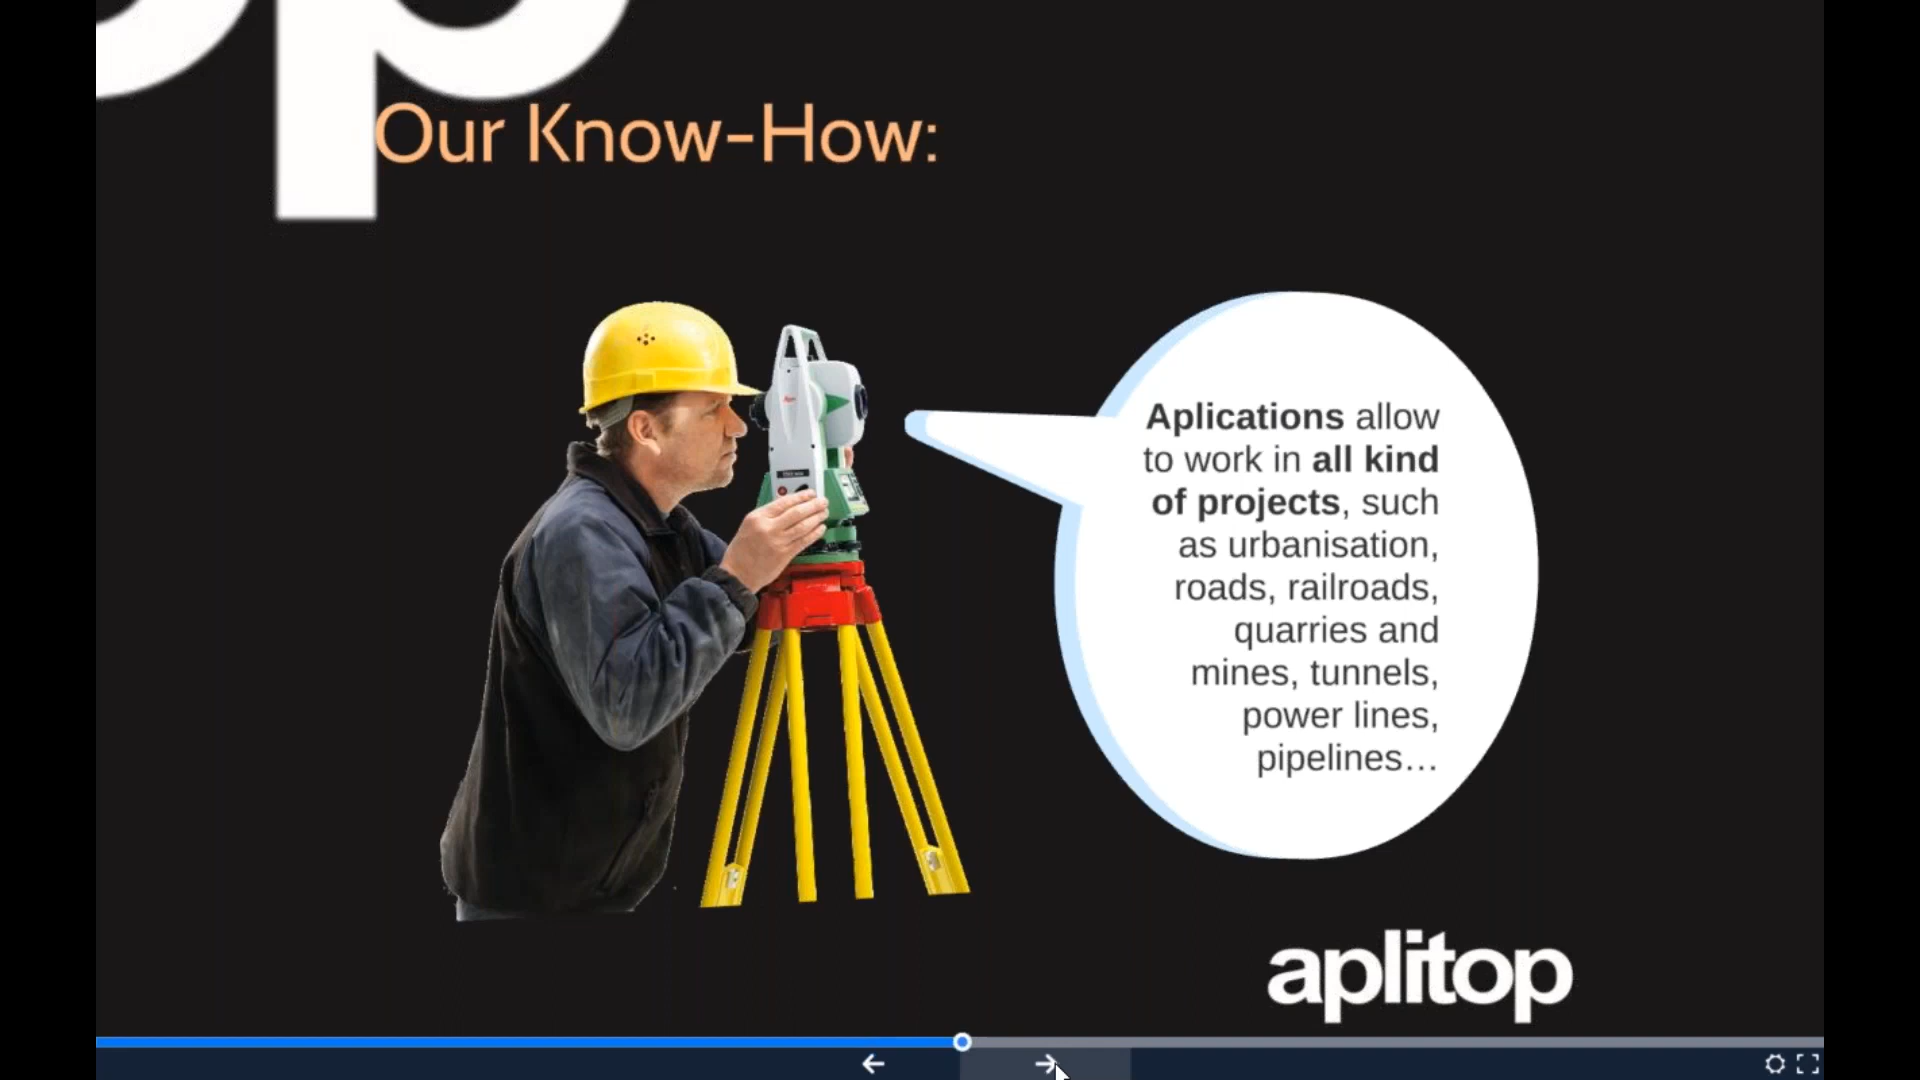 op
Our Know-How:
Aplications allow
to work in all kind
of projects, such
as urbanisation,
roads, railroads,
quarries and
mines, tunnels,
power lines,
pipelines...
aplitop